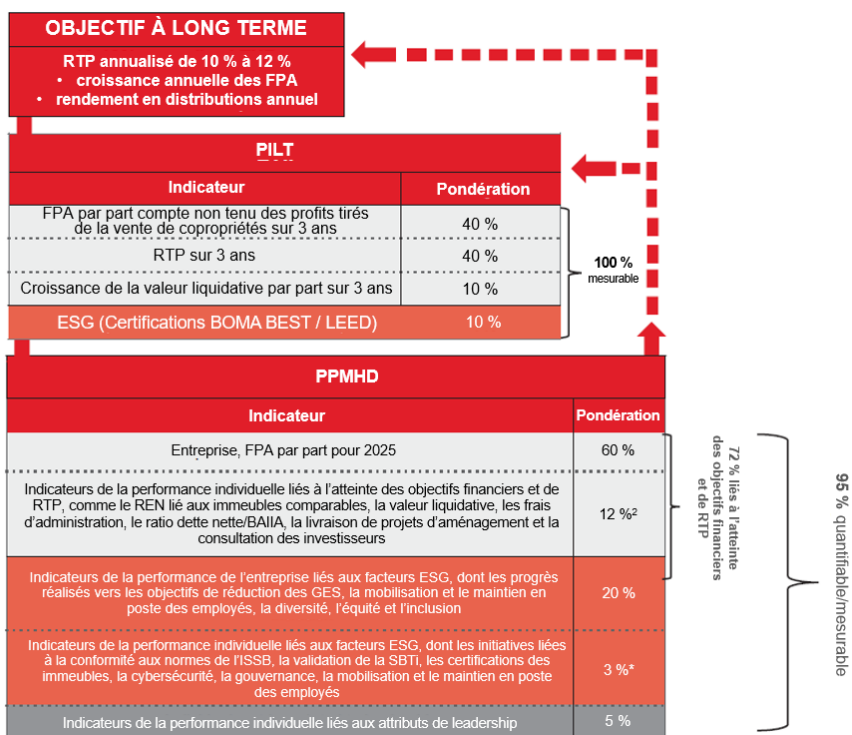 OBJECTIF À LONG TERME
RTP annualisé de 10 % à 12 %
• croissance annuelle des FPA
• rendement en distributions annuel
PILT
Indicateur Pondération
FPA par part compte non tenu des profits tirés
de la vente de copropriétés sur 3 ans
40 %
RTP sur 3 ans 40 %
Croissance de la valeur liquidative par part sur 3 ans 10 %
ESG (Certifications BOMA BEST / LEED) 10 %
100 %
mesurable
PPMHD
Indicateur Pondération
Entreprise, FPA par part pour 2025 60 %
Indicateurs de la performance individuelle liés à l’atteinte des objectifs financiers et de
RTP, comme le REN lié aux immeubles comparables, la valeur liquidative, les frais
d’administration, le ratio dette nette/BAIIA, la livraison de projets d’aménagement et la
consultation des investisseurs
12 %²
72 % liés à l’atteinte
des objectifs financiers
et de RTP
Indicateurs de la performance de l’entreprise liés aux facteurs ESG, dont les progrès
réalisés vers les objectifs de réduction des GES, la mobilisation et le maintien en
poste des employés, la diversité, l’équité et l’inclusion
20 %
Indicateurs de la performance individuelle liés aux facteurs ESG, dont les initiatives liées
à la conformité aux normes de l’ISSB, la validation de la SBTi, les certifications des
immeubles, la cybersécurité, la gouvernance, la mobilisation et le maintien en poste
des employés
3 %*
Indicateurs de la performance individuelle liés aux attributs de leadership 5 %
95 % quantifiable/mesurable